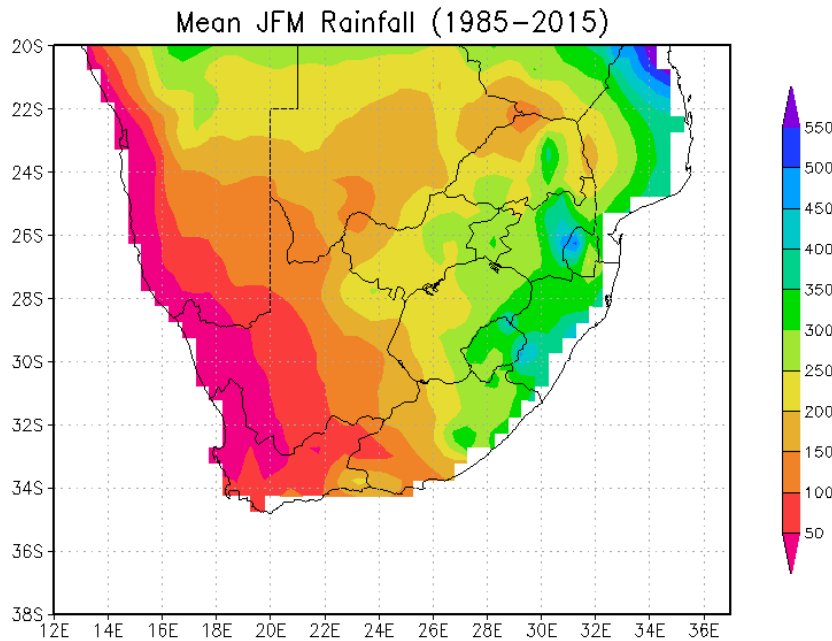 Mean JFM Rainfall (1985-2015)
20S
22S
24S
26S
28S
30S
32S
34S
36S
38S
12E 14E 16E 18E 20E 22E 24E 26E 28E 30E 32E 34E 36E
550
500
450
400
350
300
250
200
150
100
50